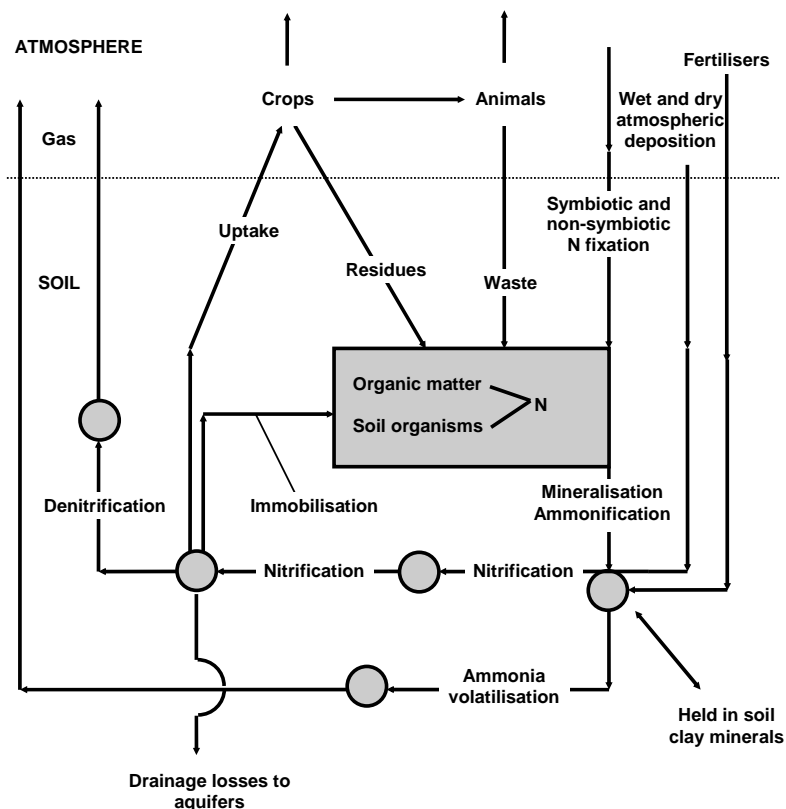 ATMOSPHERE
Fertilisers
Crops
Animals
Wet and dry
atmospheric
deposition
Gas
Symbiotic and
non-symbiotic
N fixation
Uptake
Residues
SOIL
Waste
Organic matter
N
Soil organisms
Mineralisation
Ammonification
Denitrification
Immobilisation
Nitrification
Nitrification
Ammonia
volatilisation
Held in soil
clay minerals
Drainage losses to
aquifers